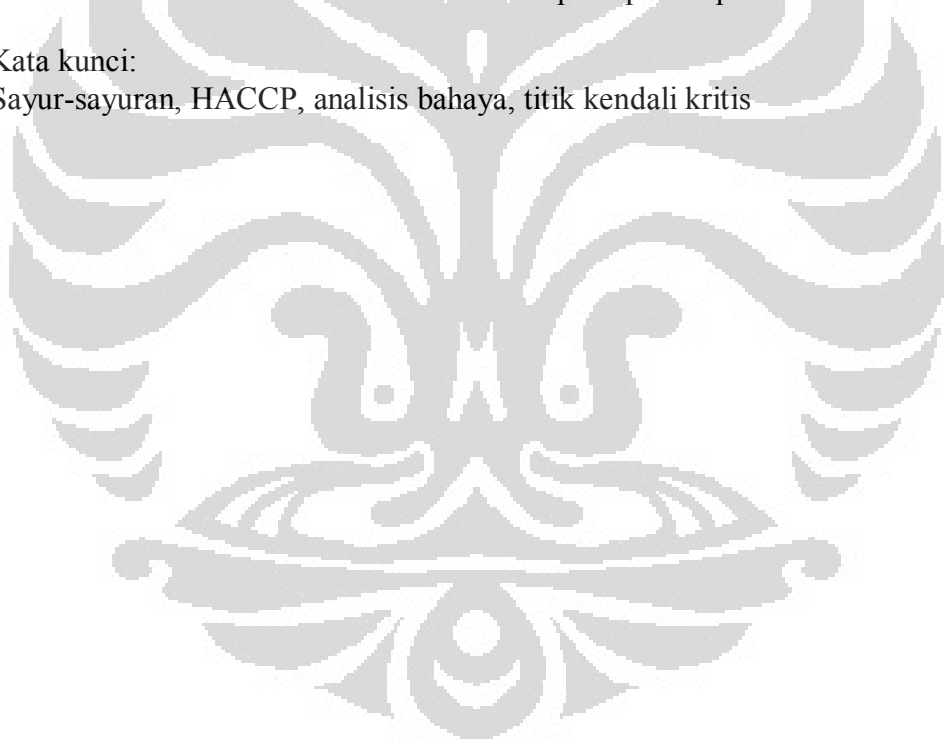 Kata kunci:
Sayur-sayuran, HACCP, analisis bahaya, titik kendali kritis